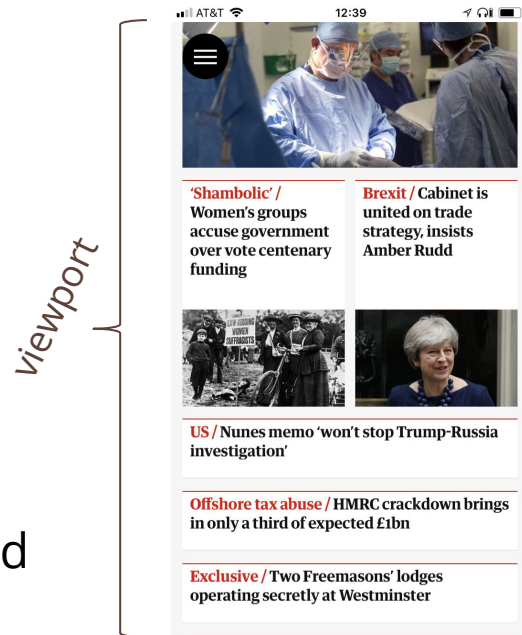 AT&T 12:39
viewport
'Shambolic' /
Women's groups
accuse government
over vote centenary
funding
Brexit / Cabinet is
united on trade
strategy, insists
Amber Rudd
LAW-ABIDING
WOMEN
SUFFRAGISTS
US / Nunes memo 'won't stop Trump-Russia
investigation'
Offshore tax abuse / HMRC crackdown brings
in only a third of expected £1bn
d
Exclusive / Two Freemasons' lodges
operating secretly at Westminster